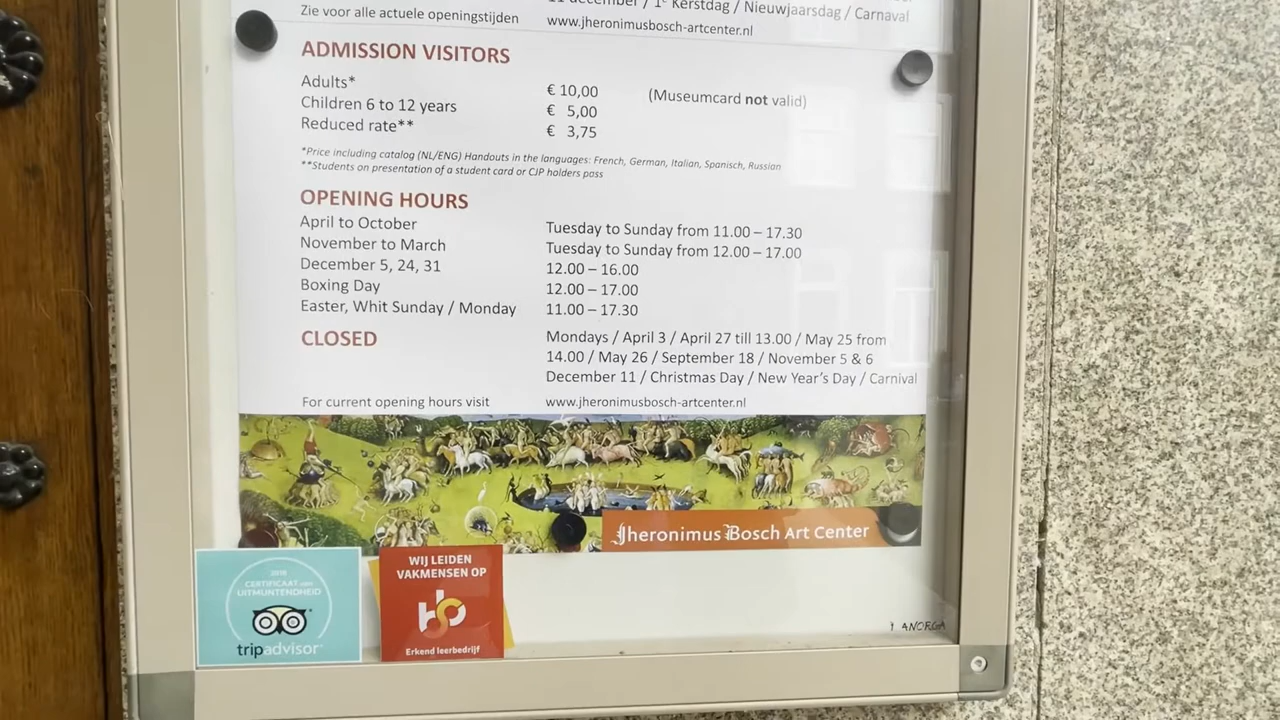 december / 1e Kerstdag / Nieuwjaarsdag / Carnaval
Zie voor alle actuele openingstijden www.jheronimusbosch-artcenter.nl
ADMISSION VISITORS
Adults* € 10,00 (Museumcard not valid)
Children 6 to 12 years € 5,00
Reduced rate** € 3,75
*Price including catalog (NL/ENG) Handouts in the languages: French, German, Italian, Spanisch, Russian
**Students on presentation of a student card or CJP holders pass
OPENING HOURS
April to October Tuesday to Sunday from 11.00 – 17.30
November to March Tuesday to Sunday from 12.00 – 17.00
December 5, 24, 31 12.00 – 16.00
Boxing Day 12.00 – 17.00
Easter, Whit Sunday / Monday 11.00 – 17.30
CLOSED Mondays / April 3 / April 27 till 13.00 / May 25 from
14.00 / May 26 / September 18 / November 5 & 6
December 11 / Christmas Day / New Year's Day / Carnival
For current opening hours visit www.jheronimusbosch-artcenter.nl
Jheronimus Bosch Art Center
CERTIFICAAT van
UITMUNTENDHEID
tripadvisor
WIJ LEIDEN
VAKMENSEN OP
Erkend leerbedrijf